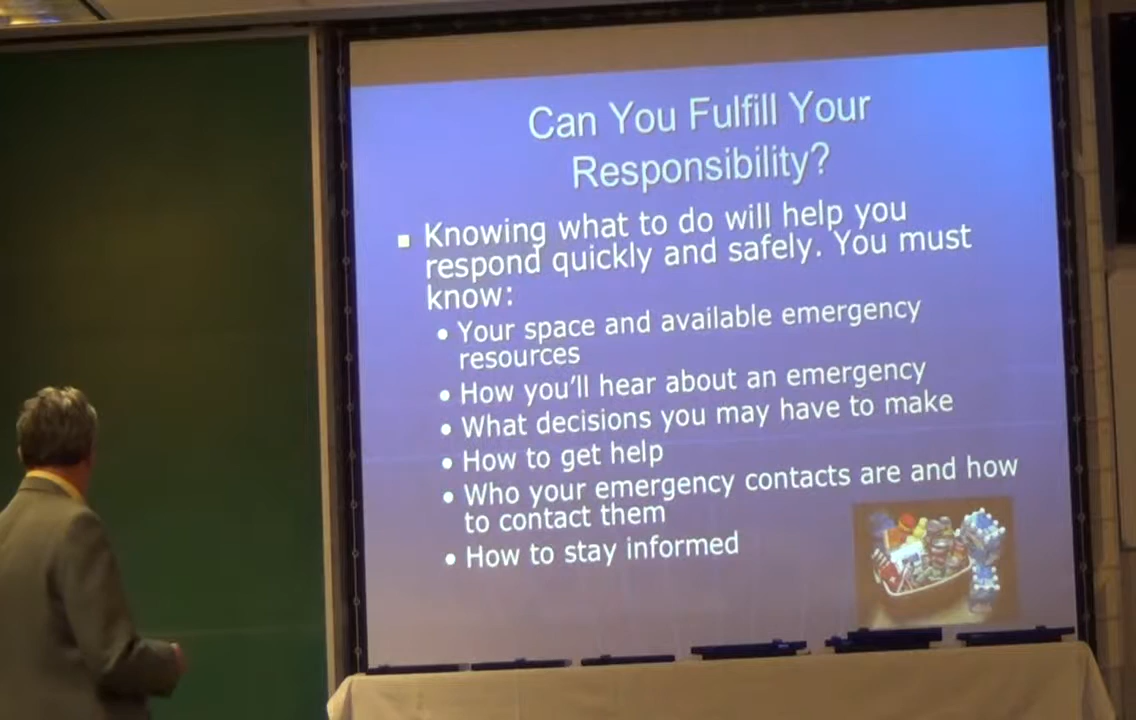 Can You Fulfill Your
Responsibility?
Knowing what to do will help you
respond quickly and safely. You must
know:
Your space and available emergency
resources
How you'll hear about an emergency
What decisions you may have to make
How to get help
Who your emergency contacts are and how
to contact them
How to stay informed